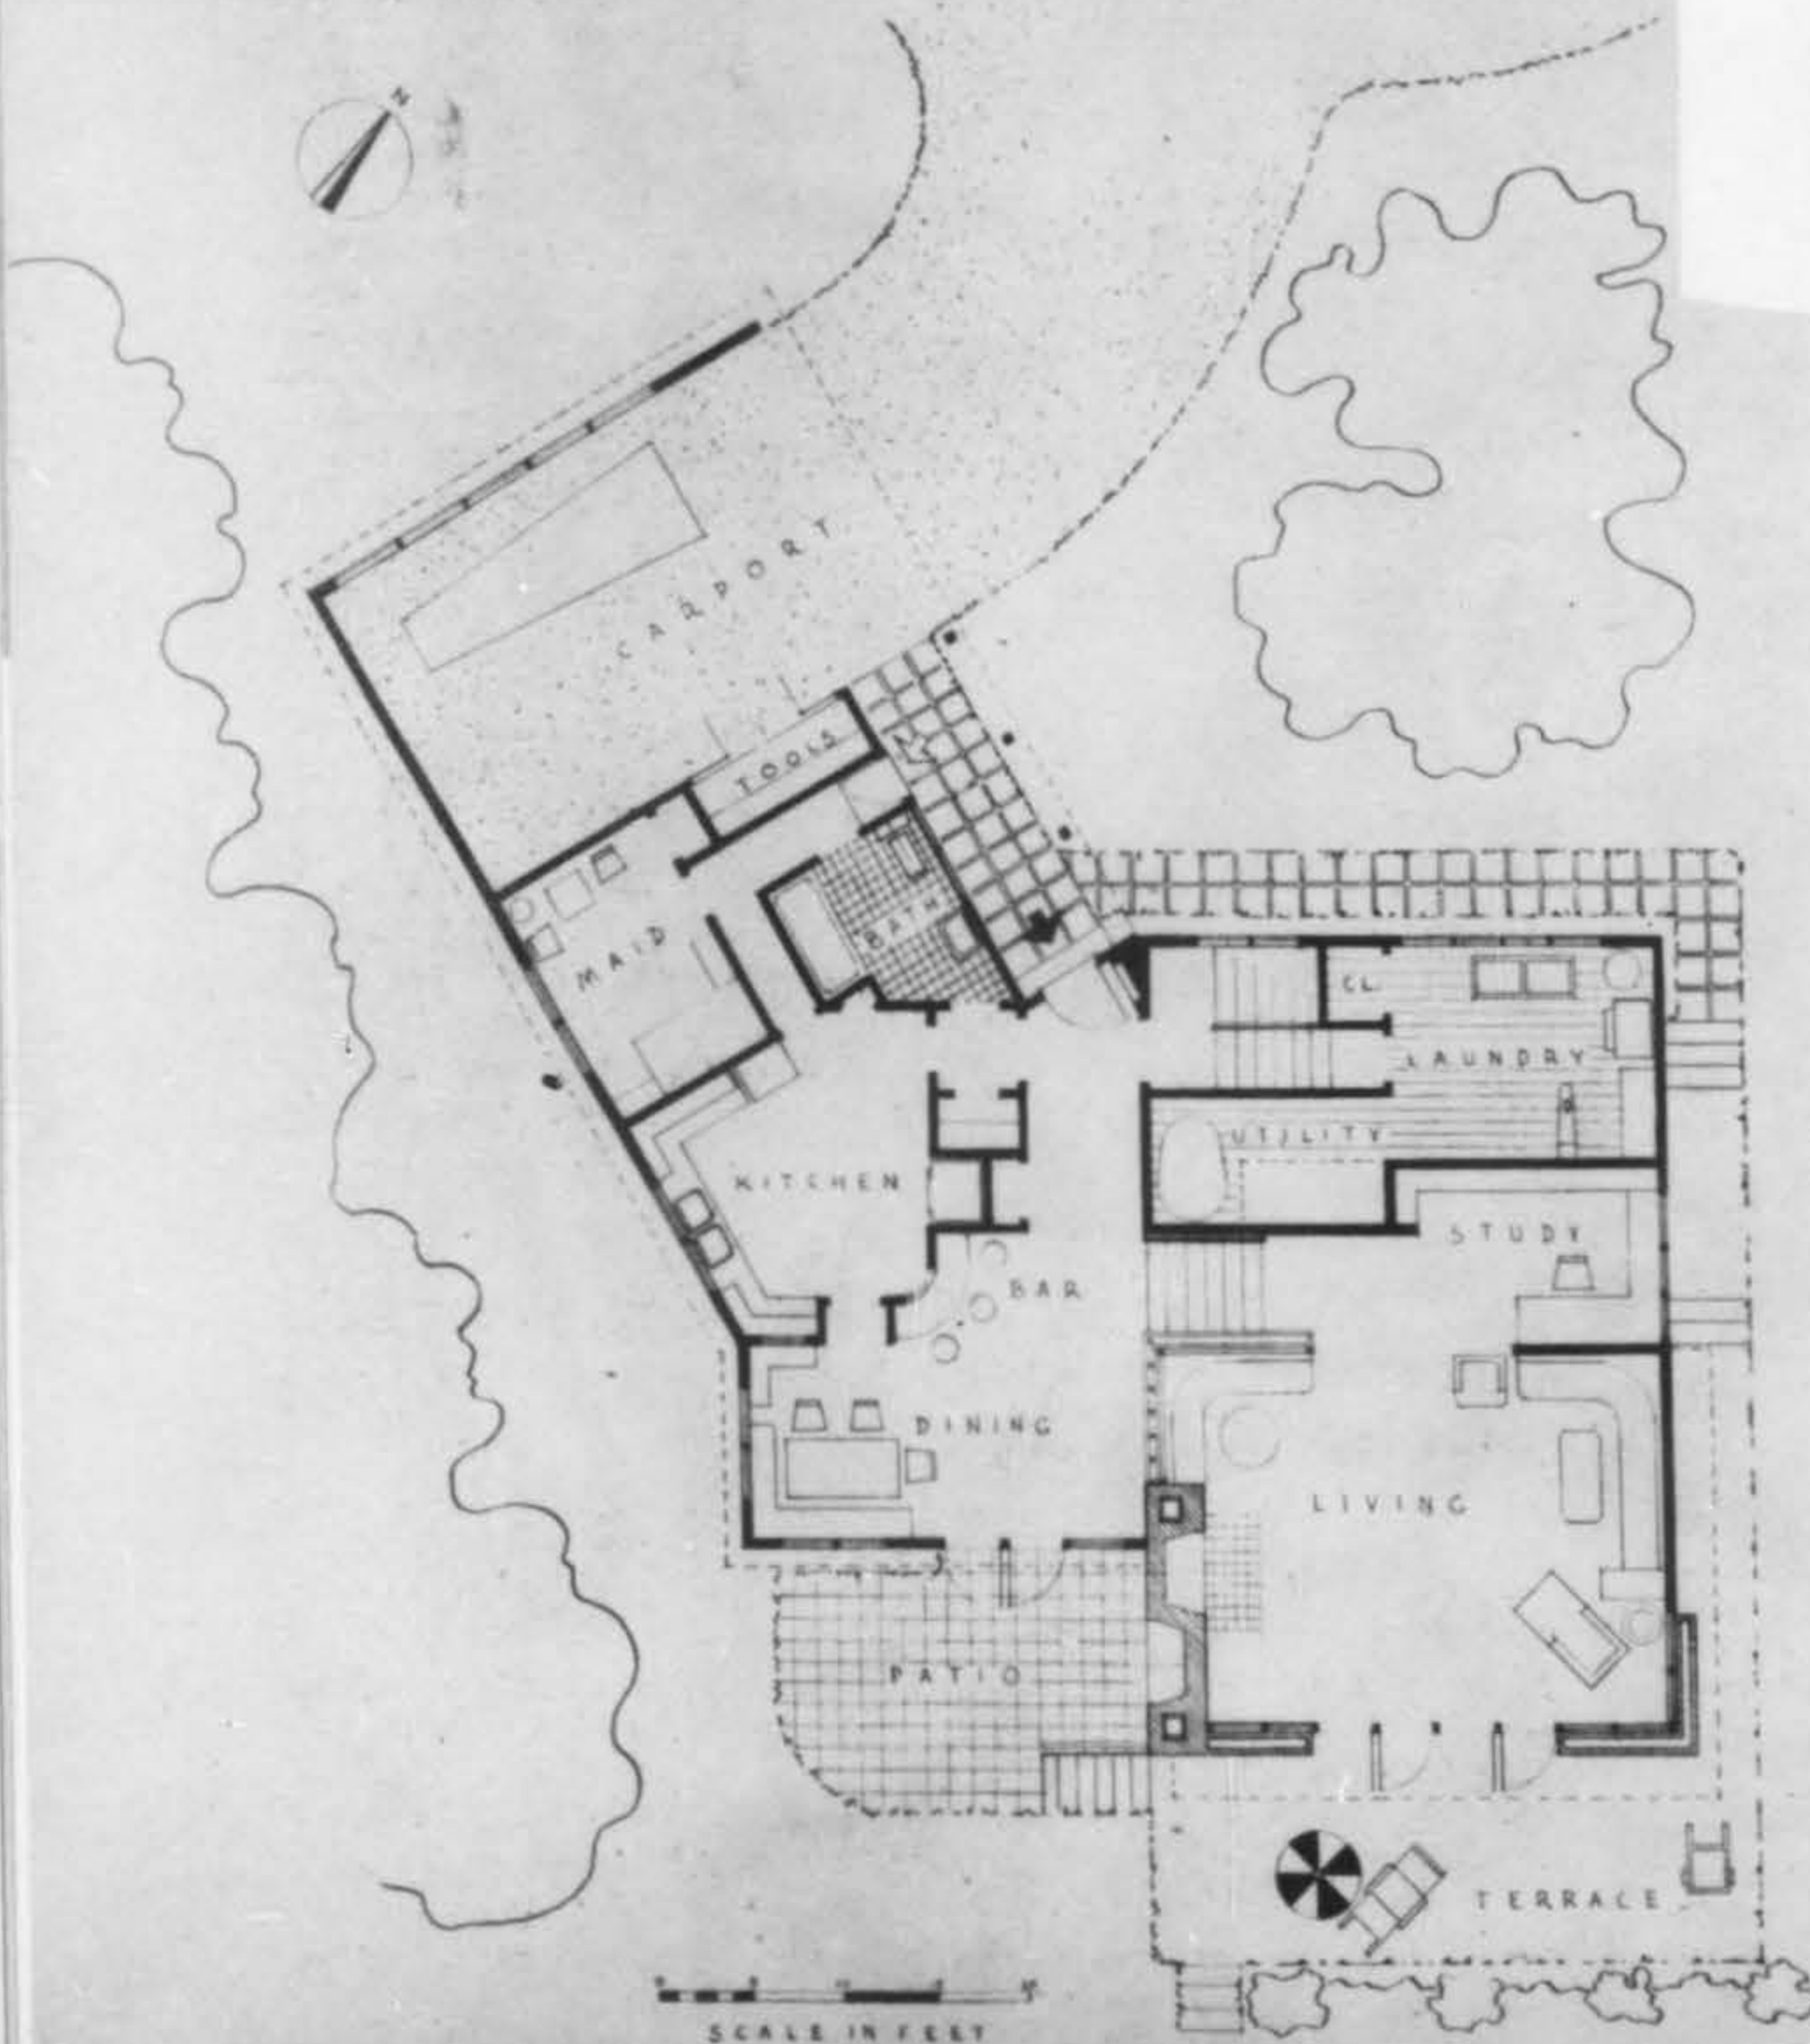 N
CARPORT
TOOLS
BATH
MAID
CL.
LAUNDRY
UTILITY
KITCHEN
STUDY
BAR
DINING
LIVING
PATIO
TERRACE
SCALE IN FEET